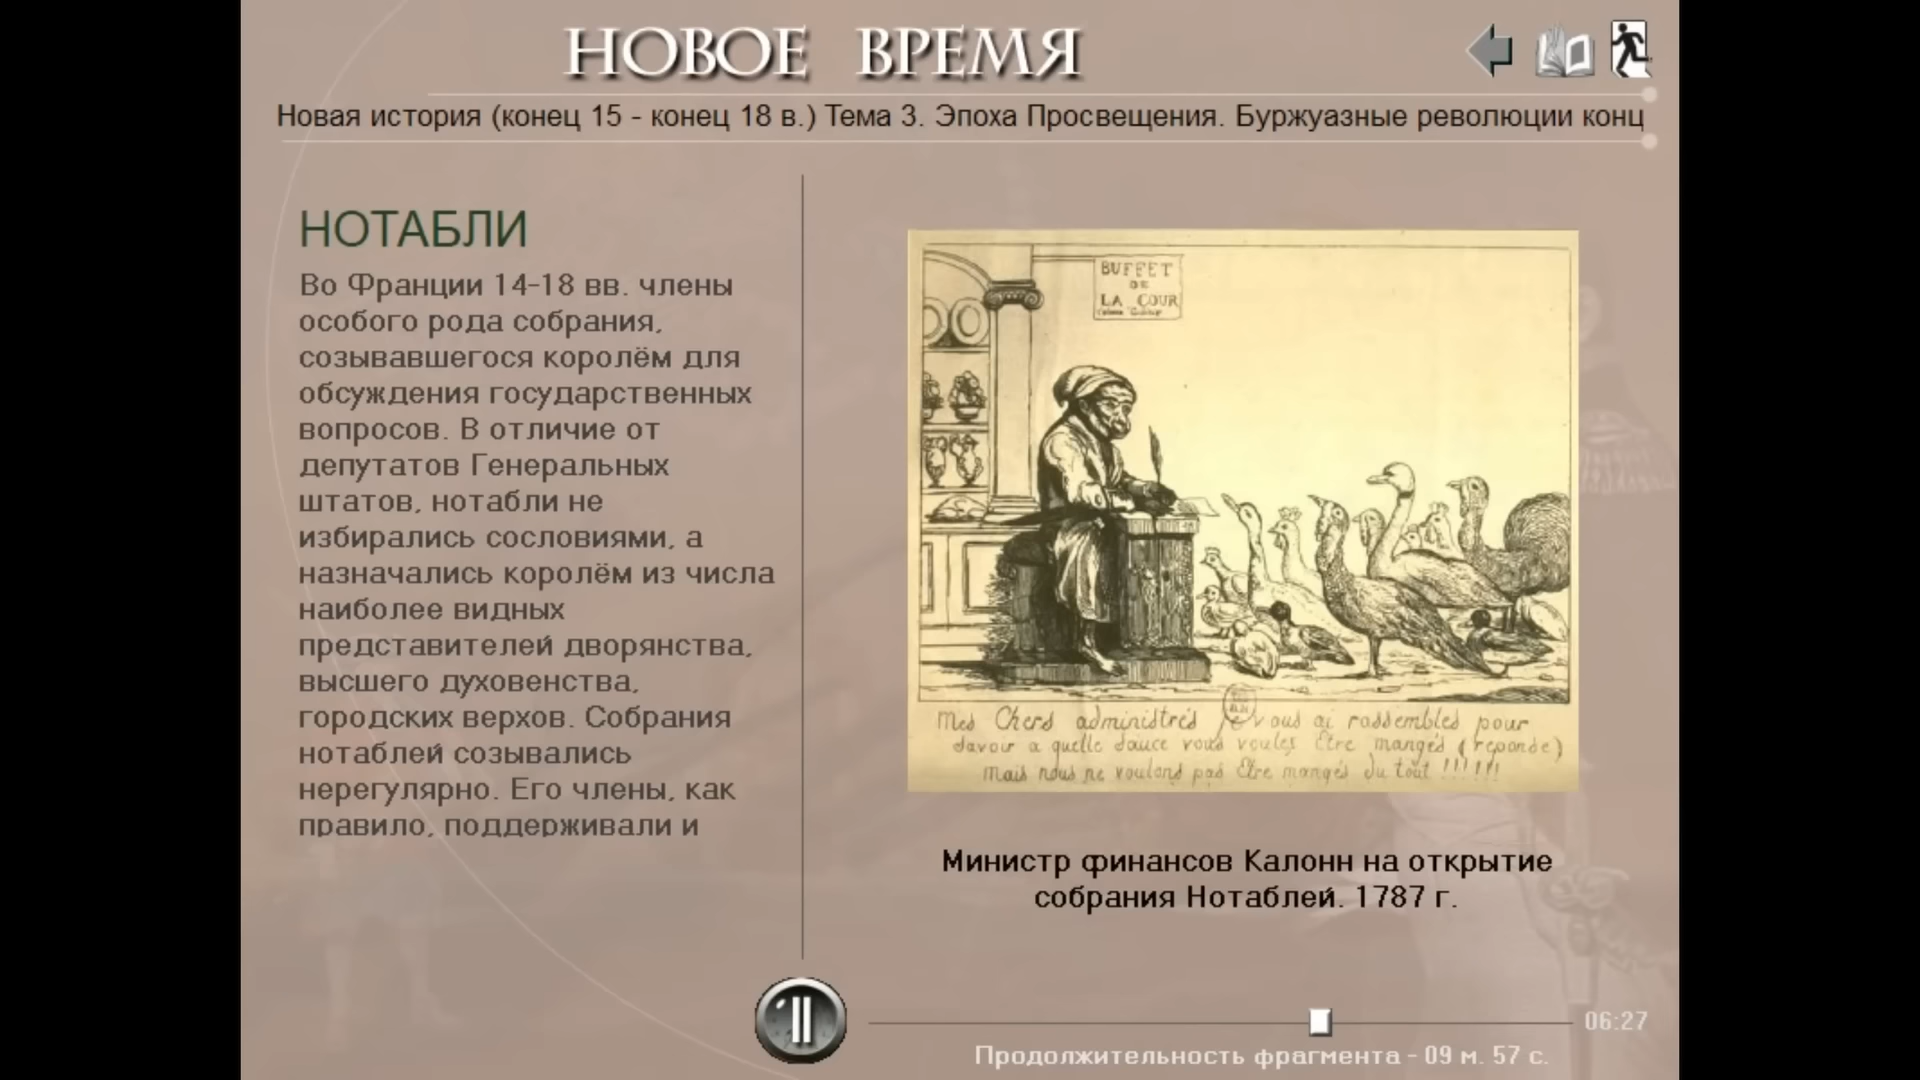 НОВОЕ ВРЕМЯ
Новая история (конец 15 - конец 18 в.) Тема 3. Эпоха Просвещения. Буржуазные революции конц
НОТАБЛИ
Во Франции 14-18 вв. члены
особого рода собрания,
созывавшегося королём для
обсуждения государственных
вопросов. В отличие от
депутатов Генеральных
штатов, нотабли не
избирались сословиями, а
назначались королём из числа
наиболее видных
представителей дворянства,
высшего духовенства,
городских верхов. Собрания
нотаблей созывались
нерегулярно. Его члены, как
правило, поддерживали и
BUFFET
DE
LA COUR
Mes Chers administrés je vous ai rassemblés pour
savoir a quelle sauce vous voules Etre mangés (reponse)
mais nous ne voulons pas Etre mangés du tout !!!!!!
Министр финансов Калонн на открытие
собрания Нотаблей. 1787 г.
06:27
Продолжительность фрагмента - 09 м. 57 с.